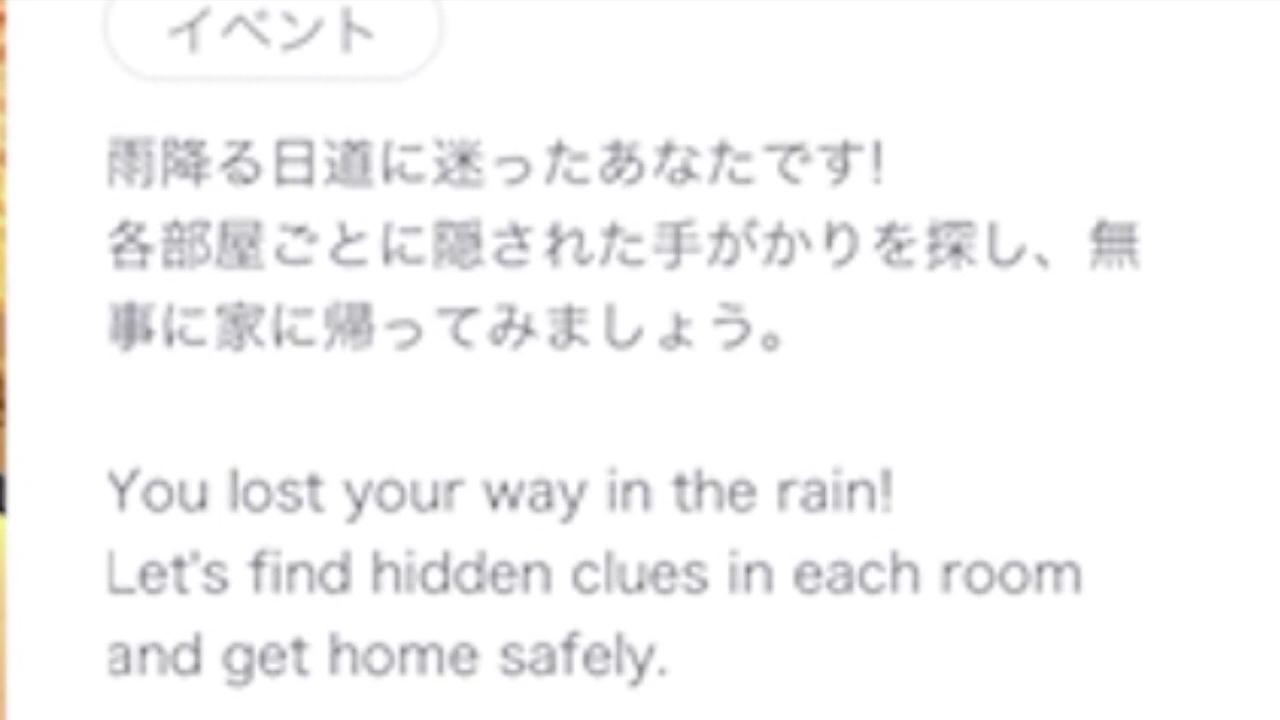 イベント
雨降る日道に迷ったあなたです!
各部屋ごとに隠された手がかりを探し、無
事に家に帰ってみましょう。
You lost your way in the rain!
Let's find hidden clues in each room
and get home safely.